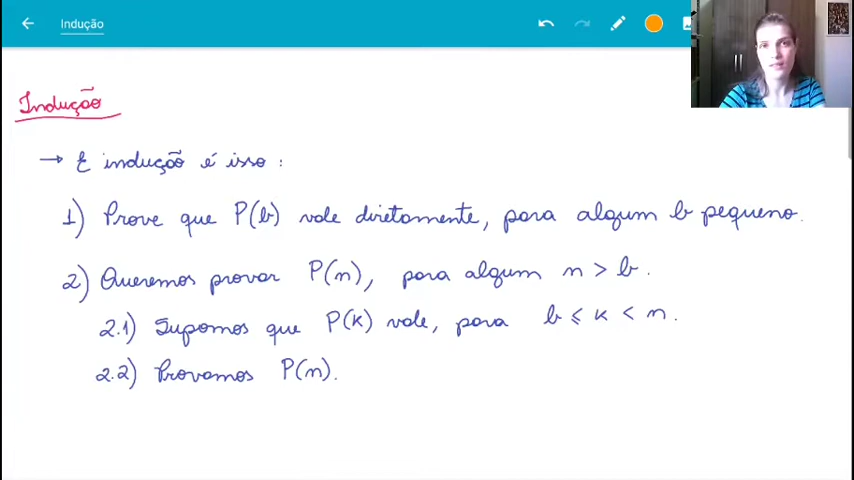 Indução
Indução
→ E indução é isso:
1) Prove que P(b) vale diretamente, para algum b pequeno.
2) Queremos provar P(n), para algum n > b.
2.1) Supomos que P(k) vale, para b ≤ k < n.
2.2) Provamos P(n).